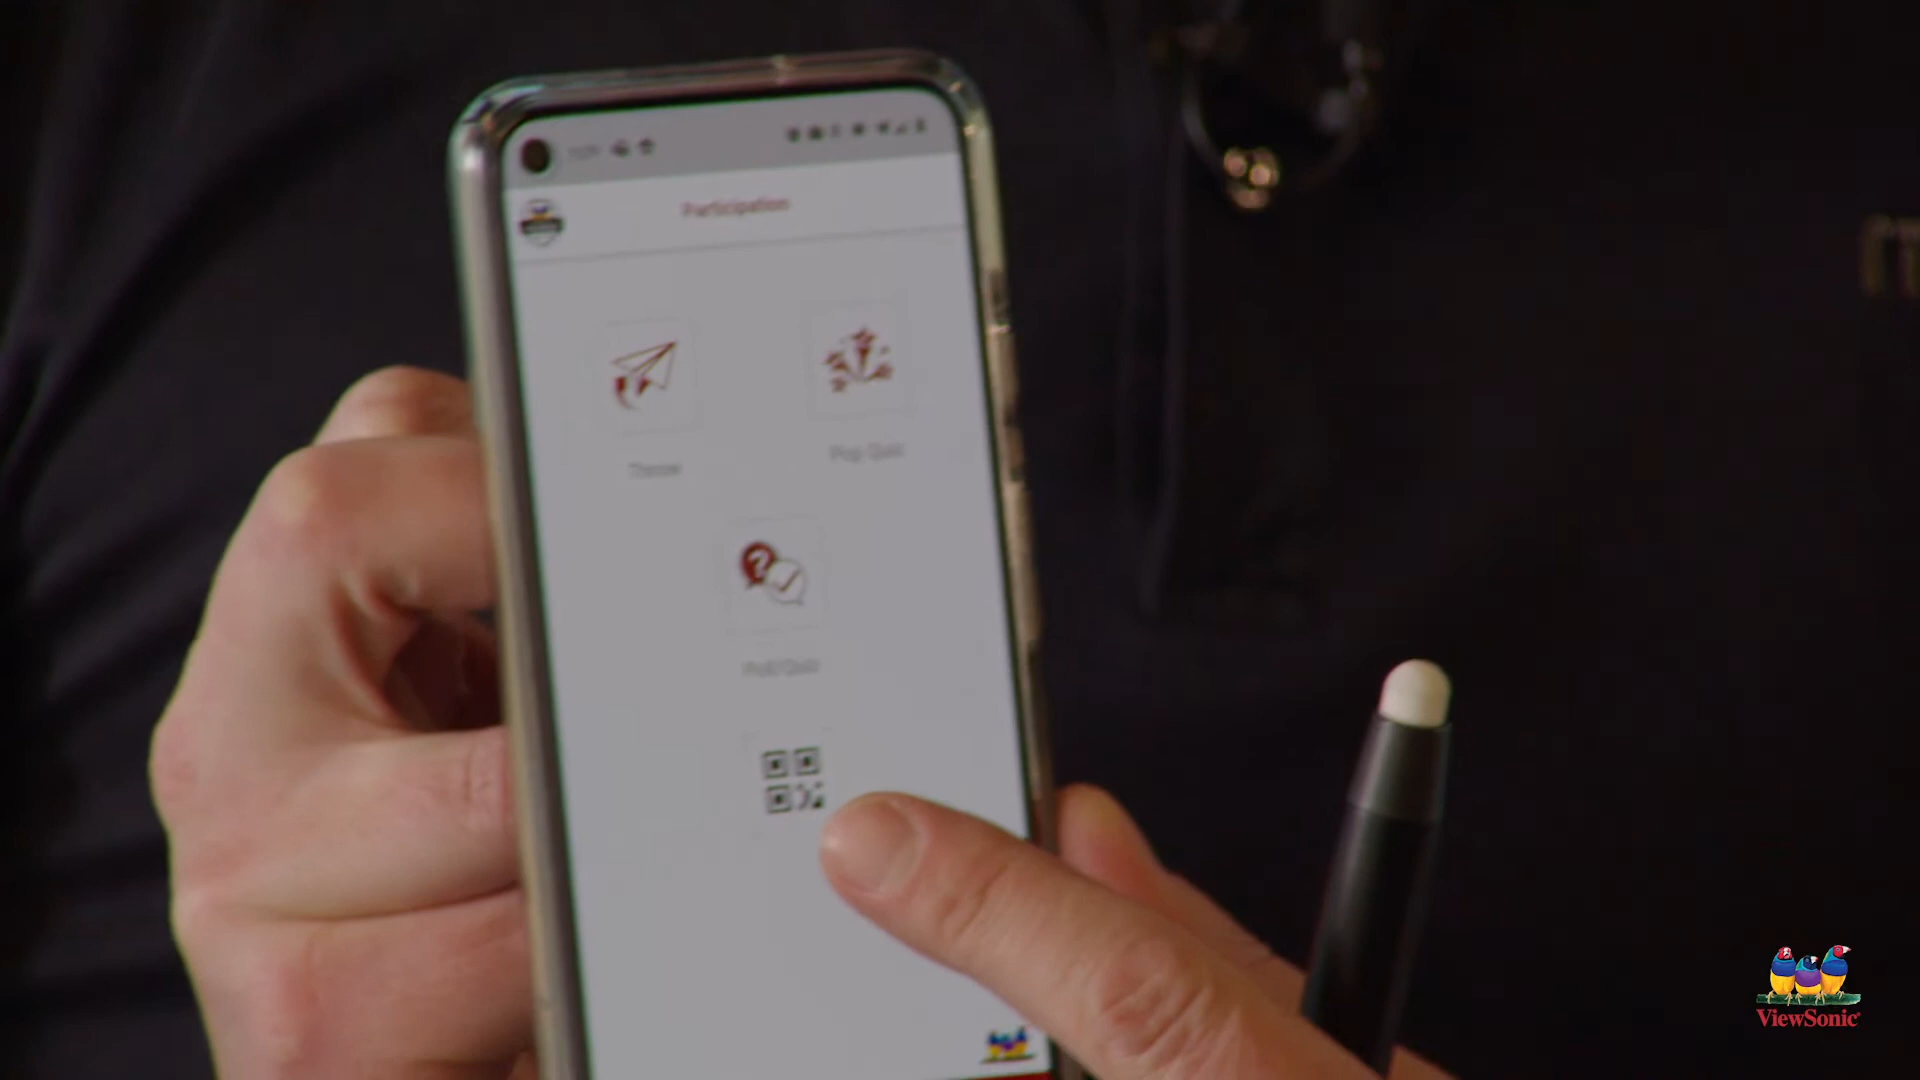 Participation
Throw
Pop Quiz
Poll/Quiz
ViewSonic